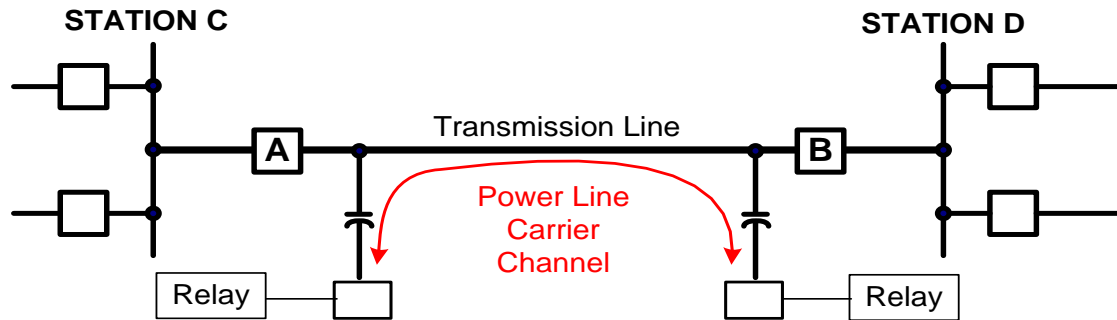 STATION C
STATION D
Transmission Line
A
B
Power Line
Carrier
Channel
Relay
Relay